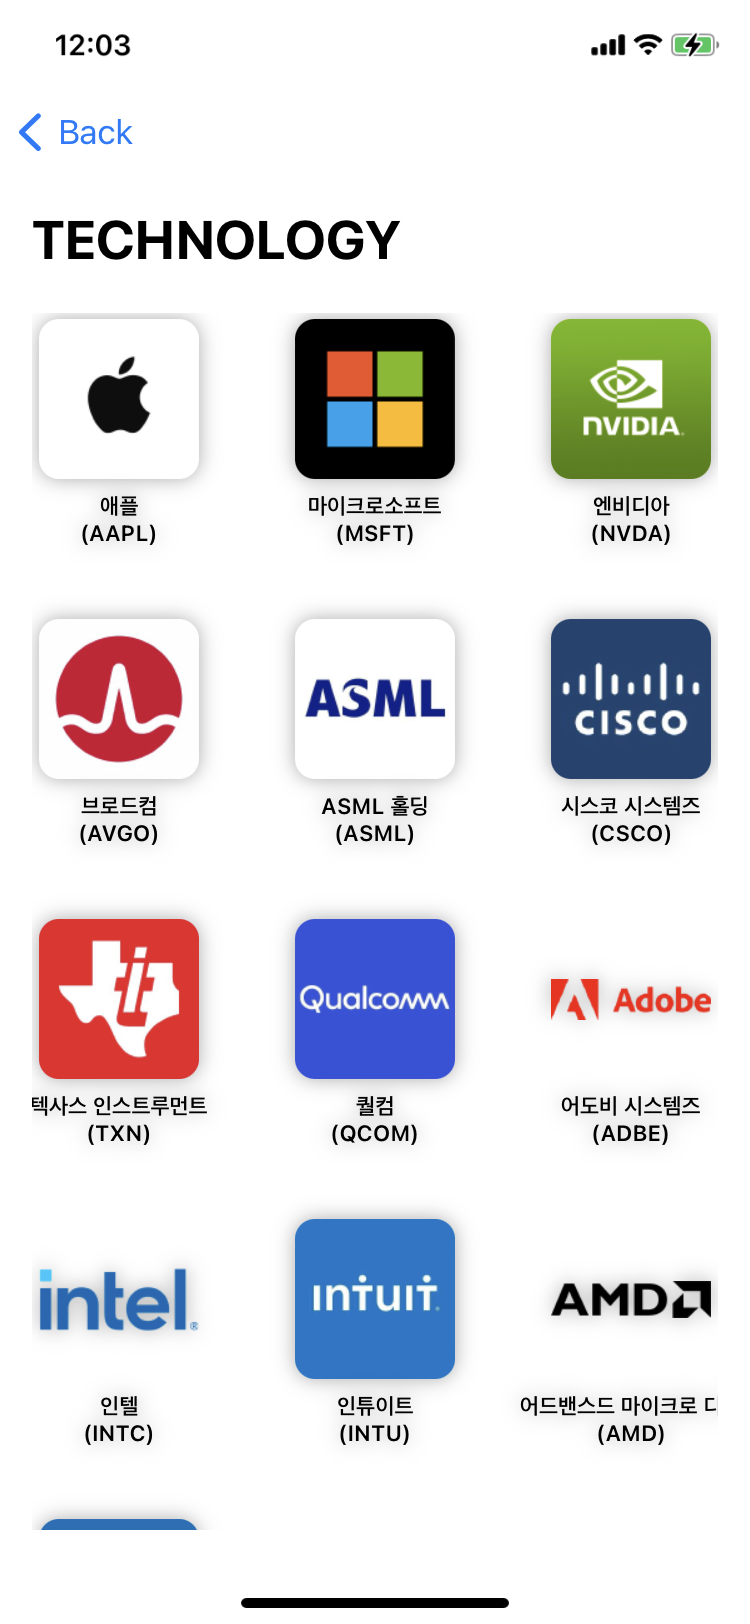 12:03
Back
TECHNOLOGY
NVIDIA.
애플
(AAPL)
마이크로소프트
(MSFT)
엔비디아
(NVDA)
ASML
CISCO
브로드컴
(AVGO)
ASML 홀딩
(ASML)
시스코 시스템즈
(CSCO)
ti
Qualcomm
Adobe
텍사스 인스트루먼트
(TXN)
퀄컴
(QCOM)
어도비 시스템즈
(ADBE)
intel®
ıntuıt.
AMD
인텔
(INTC)
인튜이트
(INTU)
어드밴스드 마이크로
(AMD)